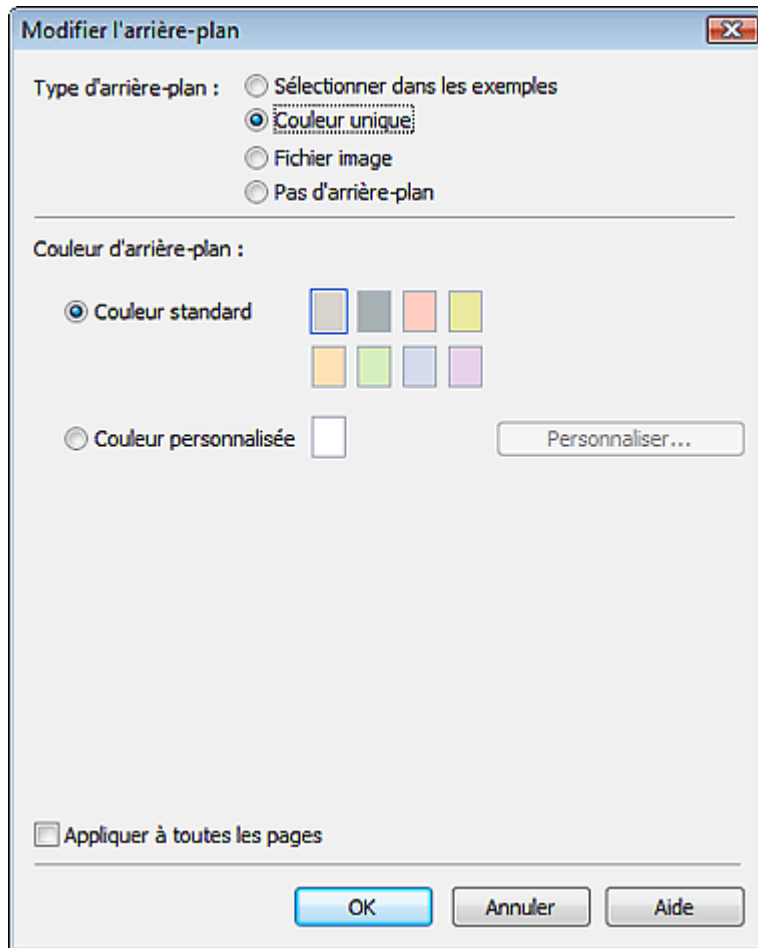 Modifier l'arrière-plan
Type d'arrière-plan :
Sélectionner dans les exemples
Couleur unique
Fichier image
Pas d'arrière-plan
Couleur d'arrière-plan :
Couleur standard
Couleur personnalisée
Personnaliser...
Appliquer à toutes les pages
OK
Annuler
Aide